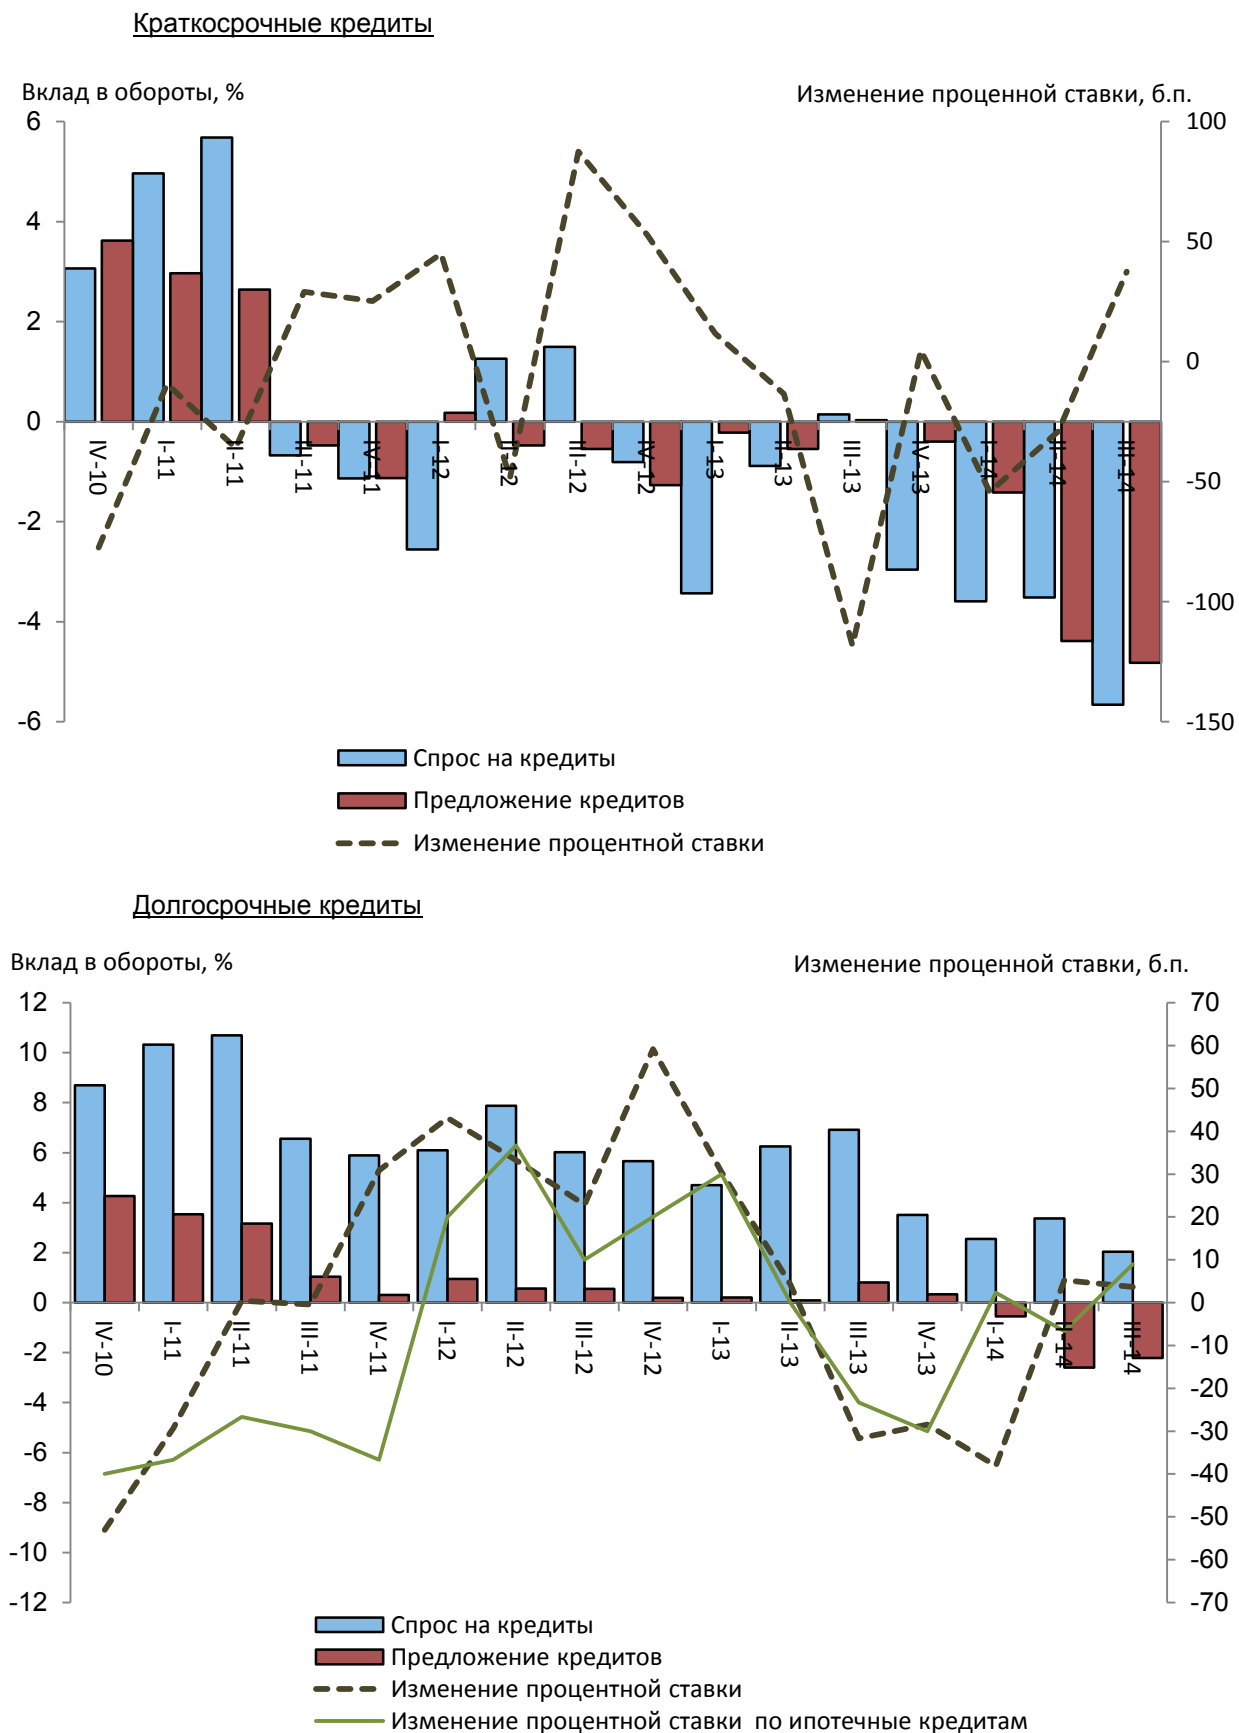 Краткосрочные кредиты
Вклад в обороты, %
Изменение проценной ставки, б.п.
6
4
2
0
-2
-4
-6
100
50
0
-50
-100
-150
IV-10
I-11
II-11
III-11
IV-11
I-12
II-12
III-12
IV-12
I-13
II-13
III-13
IV-13
I-14
II-14
III-14
Спрос на кредиты
Предложение кредитов
Изменение процентной ставки
Долгосрочные кредиты
Вклад в обороты, %
Изменение проценной ставки, б.п.
12
10
8
6
4
2
0
-2
-4
-6
-8
-10
-12
70
60
50
40
30
20
10
0
-10
-20
-30
-40
-50
-60
-70
IV-10
I-11
II-11
III-11
IV-11
I-12
II-12
III-12
IV-12
I-13
II-13
III-13
IV-13
I-14
II-14
III-14
Спрос на кредиты
Предложение кредитов
Изменение процентной ставки
Изменение процентной ставки по ипотечные кредитам